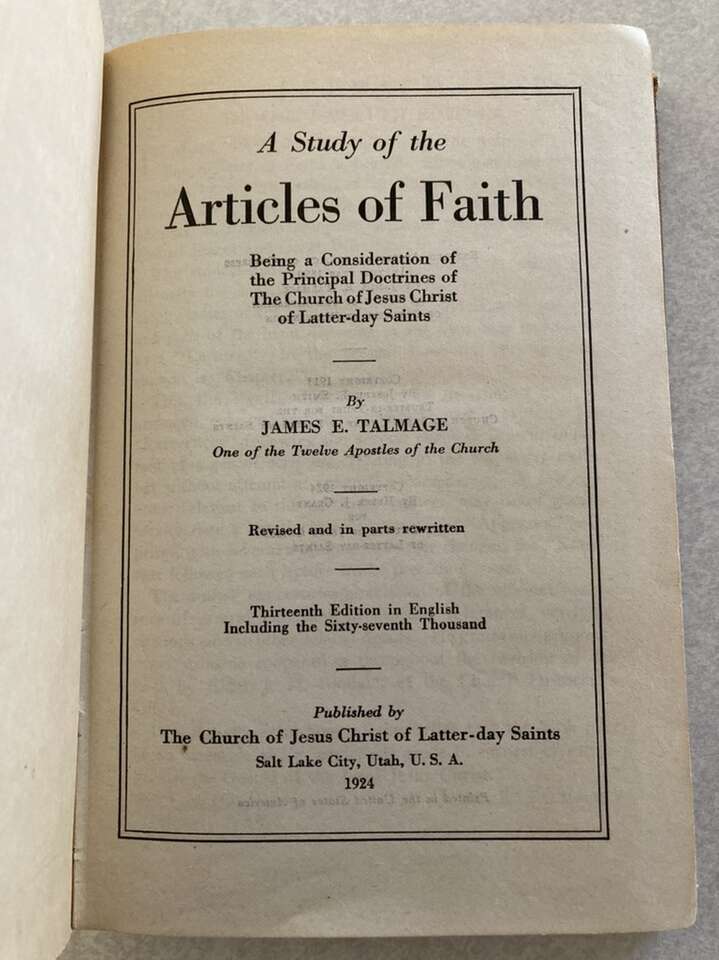 A Study of the
Articles of Faith
Being a Consideration of
the Principal Doctrines of
The Church of Jesus Christ
of Latter-day Saints
By
JAMES E. TALMAGE
One of the Twelve Apostles of the Church
Revised and in parts rewritten
Thirteenth Edition in English
Including the Sixty-seventh Thousand
Published by
The Church of Jesus Christ of Latter-day Saints
Salt Lake City, Utah, U. S. A.
1924